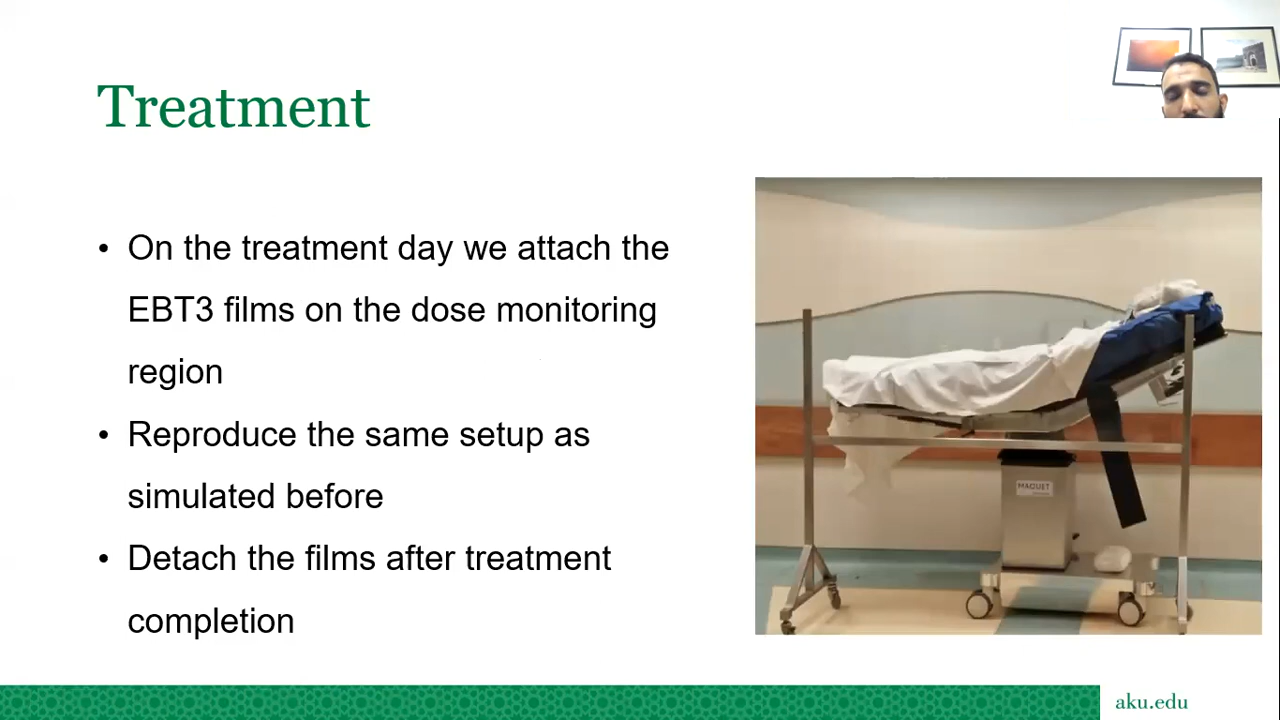 Treatment
• On the treatment day we attach the
EBT3 films on the dose monitoring
region
• Reproduce the same setup as
simulated before
• Detach the films after treatment
completion
MAQUET
aku.edu